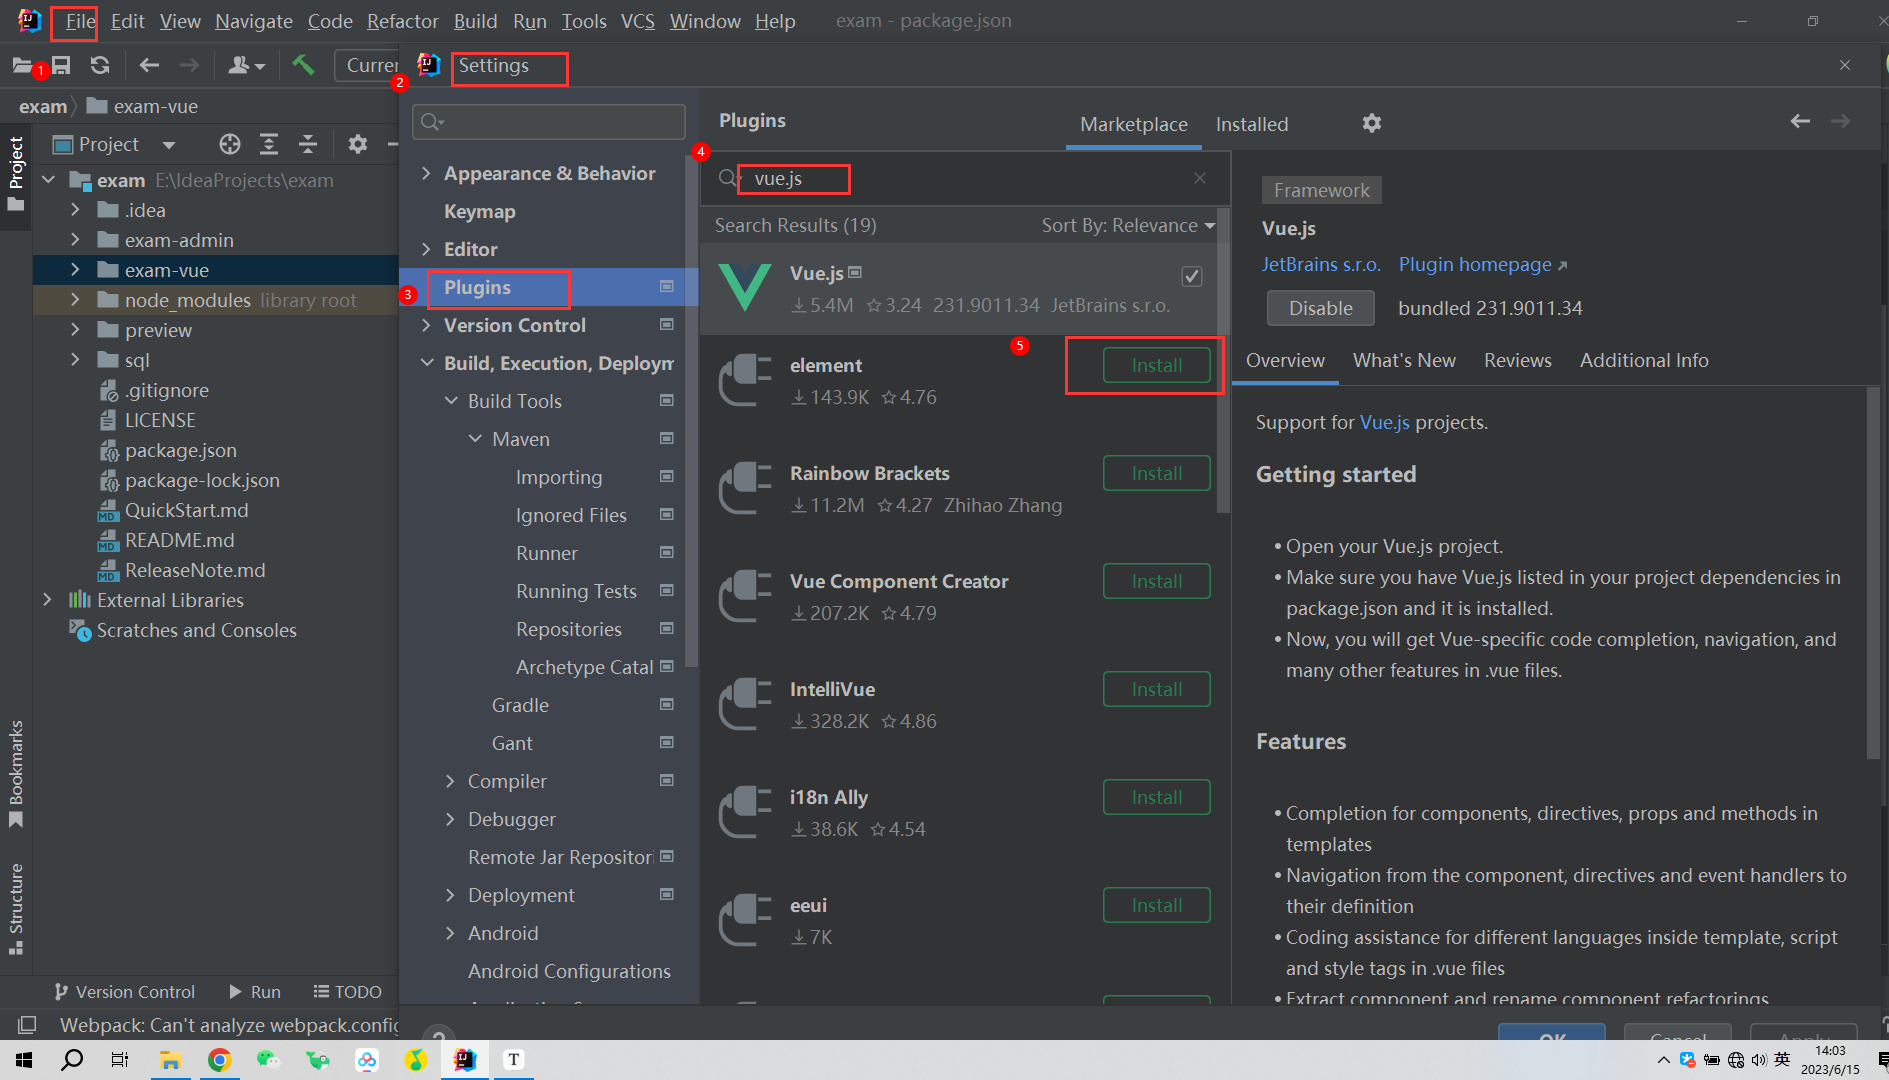 File Edit View Navigate Code Refactor Build Run Tools VCS Window Help exam - package.json
1
Curren
2
Settings
exam exam-vue
Project
Project
exam E:\IdeaProjects\exam
.idea
exam-admin
exam-vue
node_modules library root
preview
sql
.gitignore
LICENSE
package.json
package-lock.json
QuickStart.md
README.md
ReleaseNote.md
External Libraries
Scratches and Consoles
Bookmarks
Structure
Version Control Run TODO
Webpack: Can't analyze webpack.config
Appearance & Behavior
Keymap
Editor
3
Plugins
Version Control
Build, Execution, Deploym
Build Tools
Maven
Importing
Ignored Files
Runner
Running Tests
Repositories
Archetype Catal
Gradle
Gant
Compiler
Debugger
Remote Jar Repositori
Deployment
Android
Android Configurations
Plugins Marketplace Installed
4
vue.js
Search Results (19) Sort By: Relevance
Vue.js
5.4M 3.24 231.9011.34 JetBrains s.r.o.
5
element Install
143.9K 4.76
Rainbow Brackets Install
11.2M 4.27 Zhihao Zhang
Vue Component Creator Install
207.2K 4.79
IntelliVue Install
328.2K 4.86
i18n Ally Install
38.6K 4.54
eeui Install
7K
Framework
Vue.js
JetBrains s.r.o. Plugin homepage
Disable bundled 231.9011.34
Overview What's New Reviews Additional Info
Support for Vue.js projects.
Getting started
• Open your Vue.js project.
• Make sure you have Vue.js listed in your project dependencies in
package.json and it is installed.
• Now, you will get Vue-specific code completion, navigation, and
many other features in .vue files.
Features
• Completion for components, directives, props and methods in
templates
• Navigation from the component, directives and event handlers to
their definition
• Coding assistance for different languages inside template, script
and style tags in .vue files
• Extract component and rename component refactorings
? OK Cancel Apply
T
英
14:03
2023/6/15